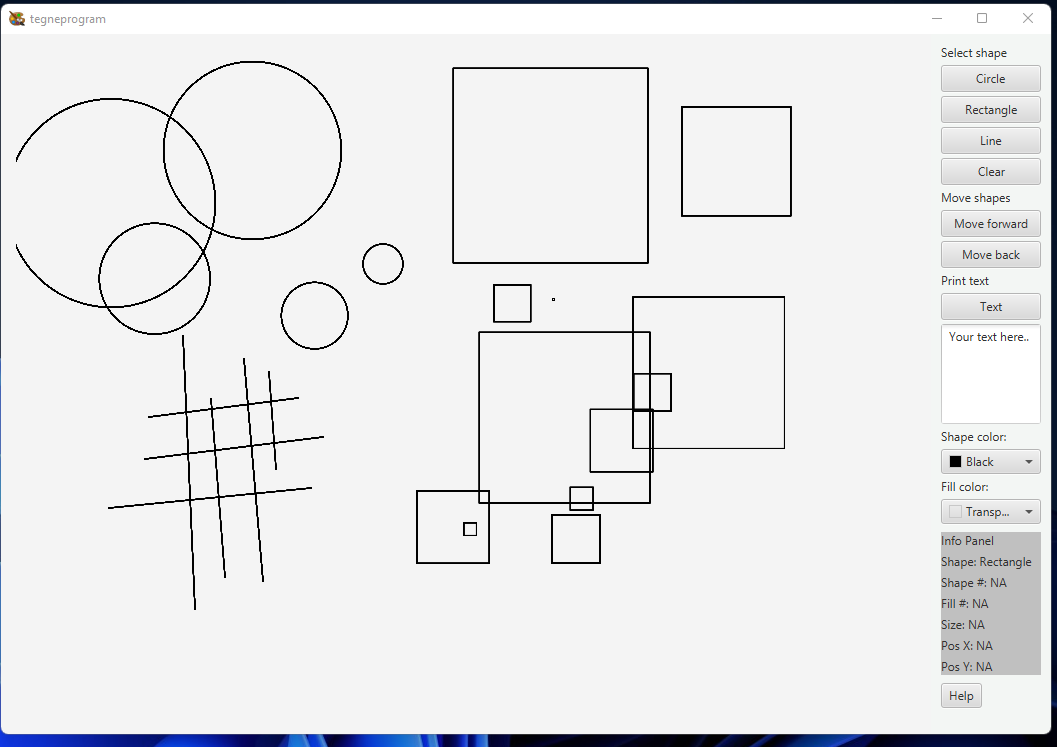 tegneprogram
Select shape
Circle
Rectangle
Line
Clear
Move shapes
Move forward
Move back
Print text
Text
Your text here..
Shape color:
Black
Fill color:
Transp...
Info Panel
Shape: Rectangle
Shape #: NA
Fill #: NA
Size: NA
Pos X: NA
Pos Y: NA
Help